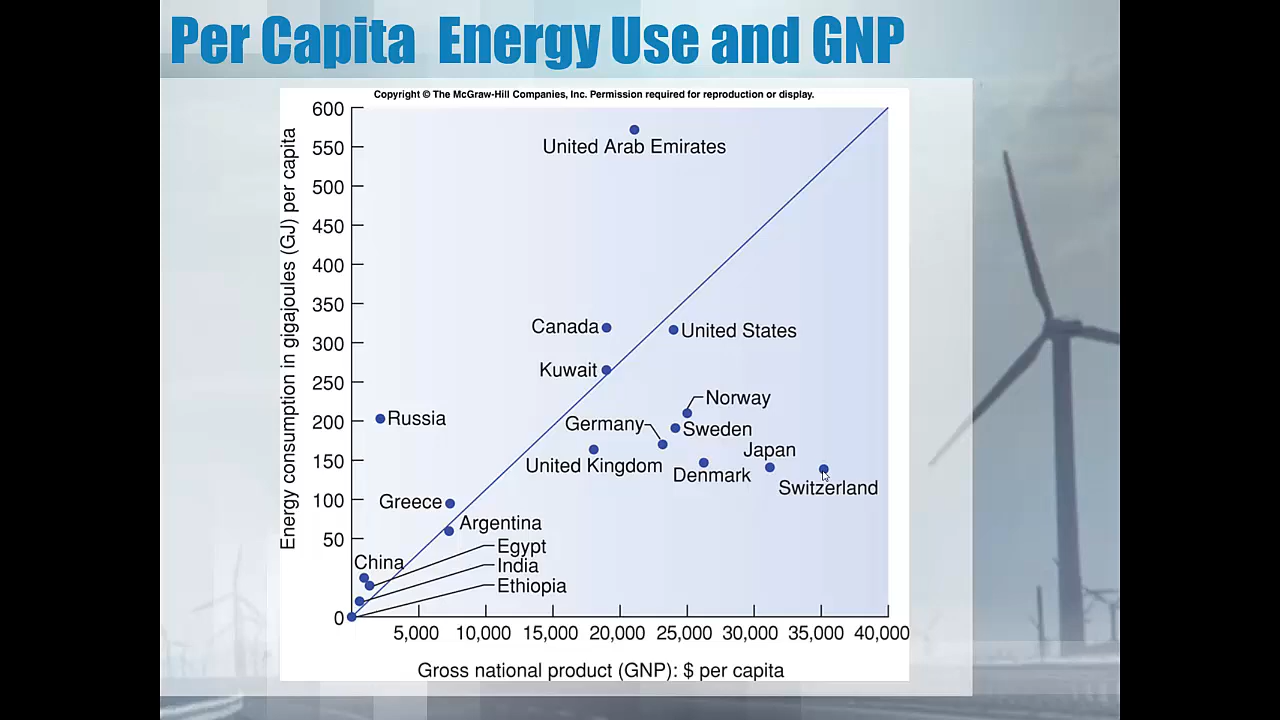 Per Capita Energy Use and GNP
Copyright © The McGraw-Hill Companies, Inc. Permission required for reproduction or display.
Energy consumption in gigajoules (GJ) per capita
600
550
500
450
400
350
300
250
200
150
100
50
0
United Arab Emirates
Canada
United States
Kuwait
Norway
Russia
Germany
Sweden
Japan
United Kingdom
Denmark
Switzerland
Greece
Argentina
Egypt
China
India
Ethiopia
5,000 10,000 15,000 20,000 25,000 30,000 35,000 40,000
Gross national product (GNP): $ per capita